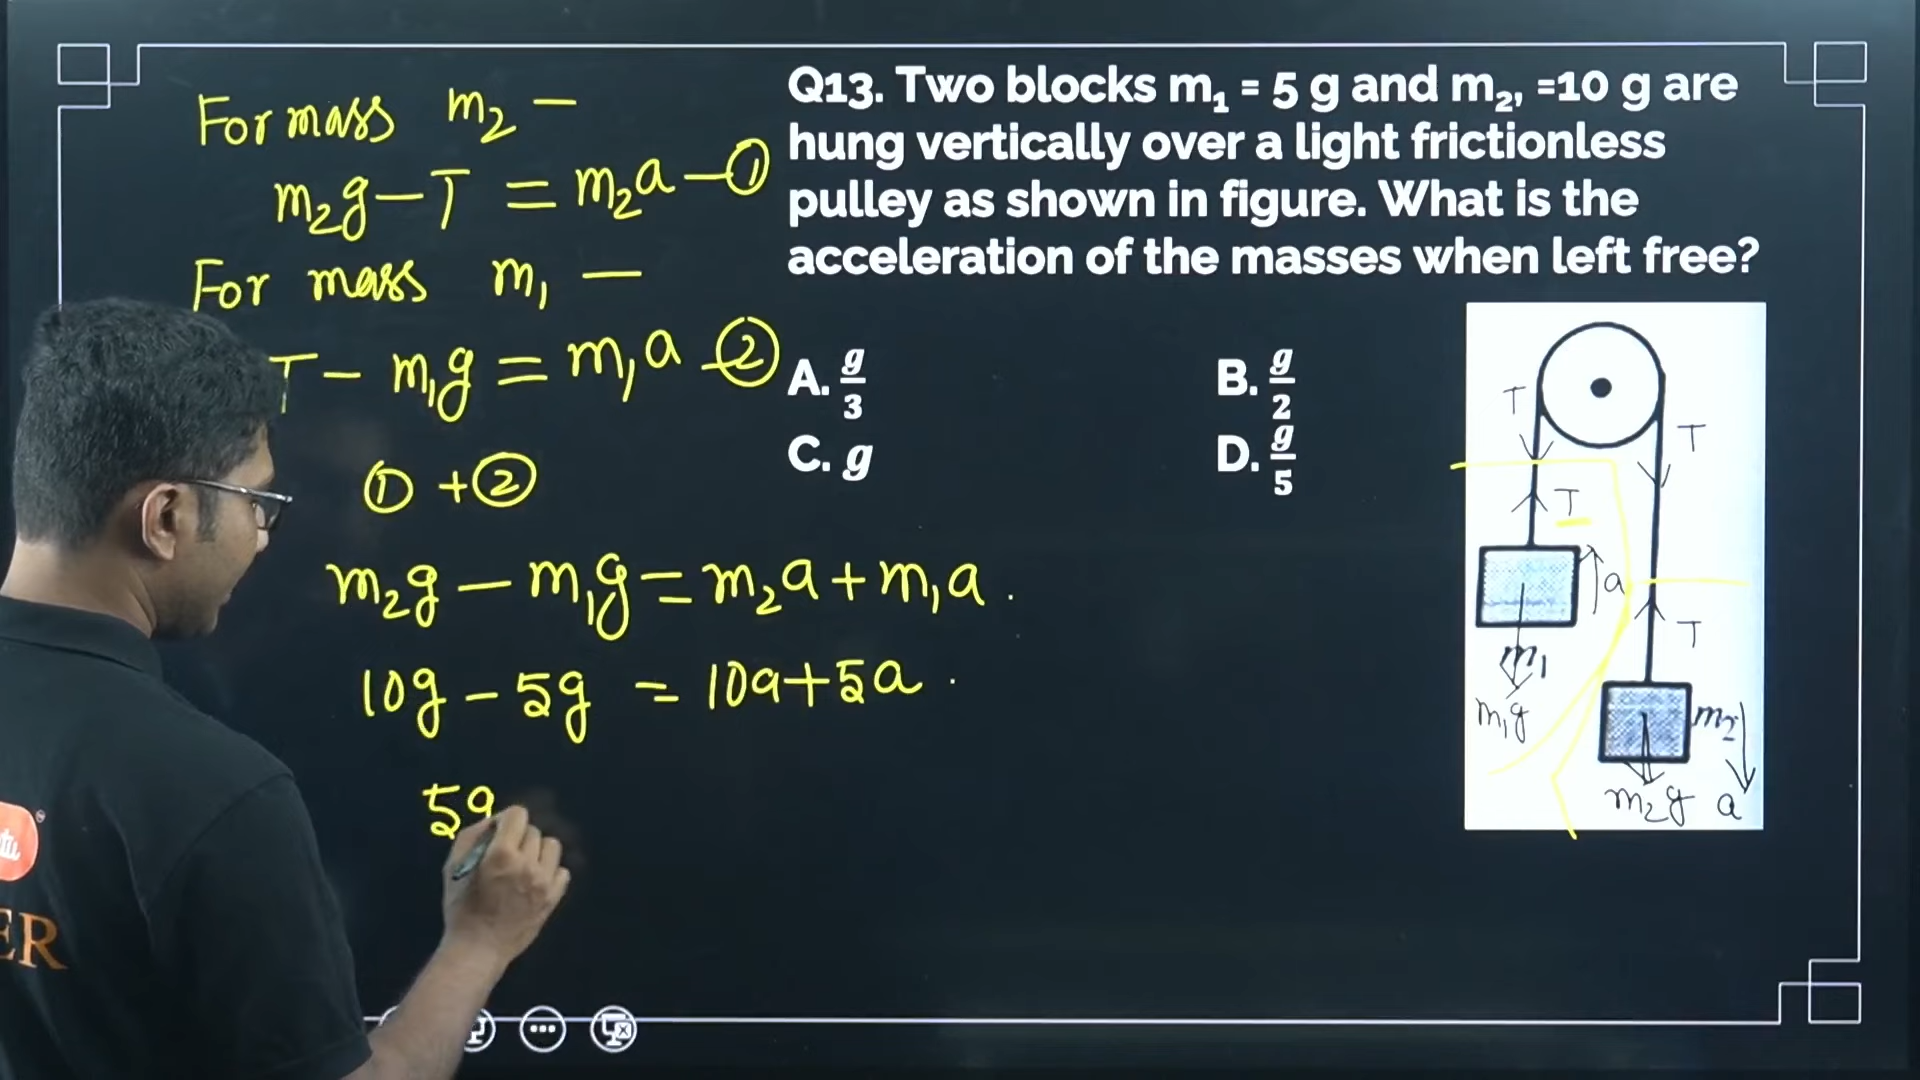 For mass m₂ –
m₂g – T = m₂a – ①
For mass m₁ –
T – m₁g = m₁a – ②
① + ②
m₂g – m₁g = m₂a + m₁a .
10g – 5g = 10a + 5a .
5g
Q13. Two blocks m₁ = 5 g and m₂, =10 g are
hung vertically over a light frictionless
pulley as shown in figure. What is the
acceleration of the masses when left free?
A. g/3
B. g/2
C. g
D. g/5
T
T
T
a
T
m₁
m₁g
m₂
m₂g
a
ER